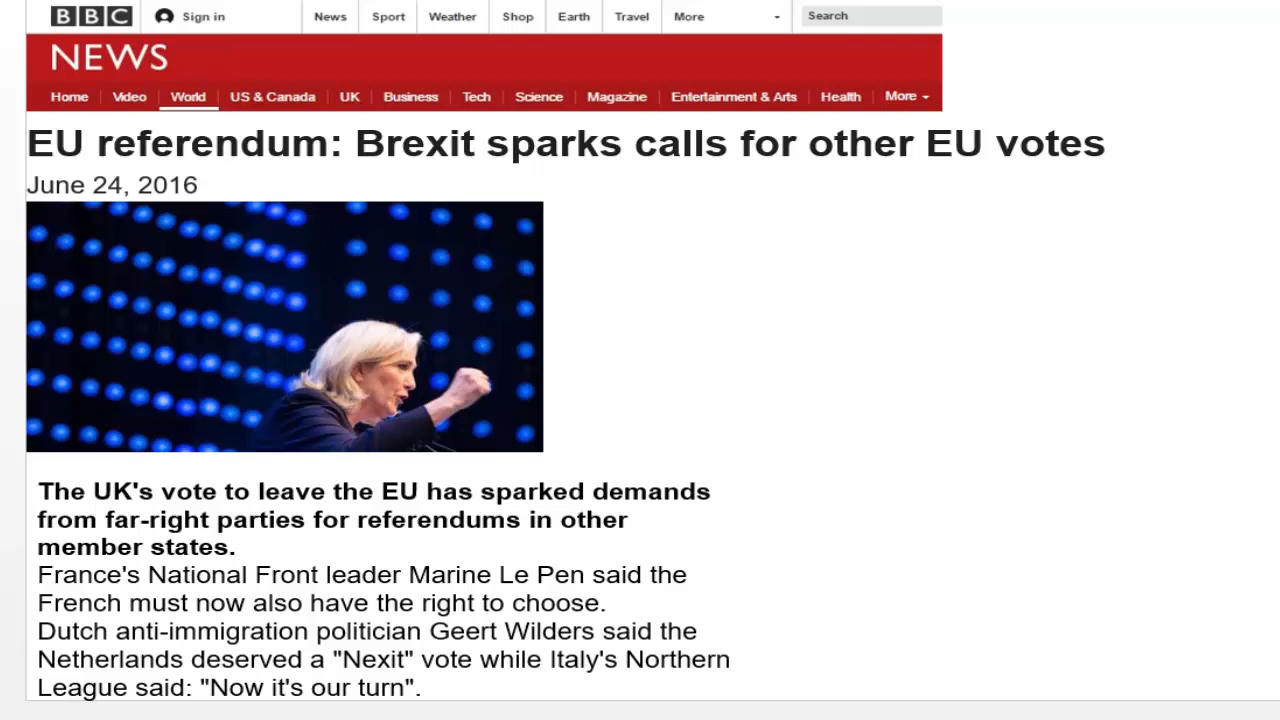 BBC Sign in News Sport Weather Shop Earth Travel More Search
NEWS
Home Video World US & Canada UK Business Tech Science Magazine Entertainment & Arts Health More
EU referendum: Brexit sparks calls for other EU votes
June 24, 2016
The UK's vote to leave the EU has sparked demands
from far-right parties for referendums in other
member states.
France's National Front leader Marine Le Pen said the
French must now also have the right to choose.
Dutch anti-immigration politician Geert Wilders said the
Netherlands deserved a "Nexit" vote while Italy's Northern
League said: "Now it's our turn".